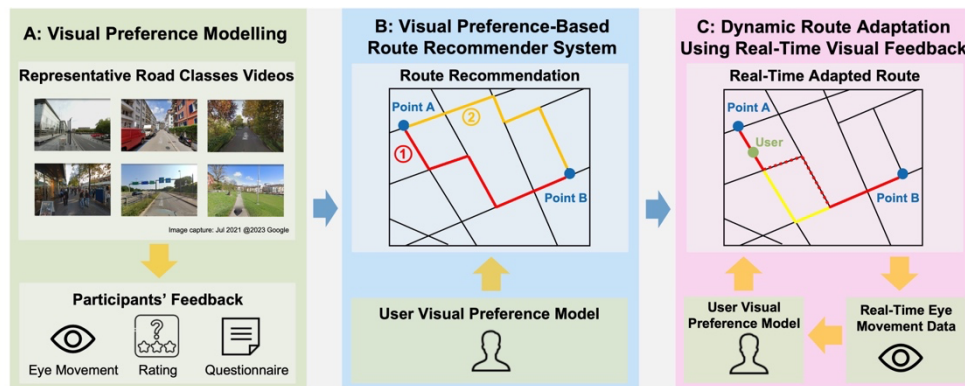 A: Visual Preference Modelling
Representative Road Classes Videos
Image capture: Jul 2021 @2023 Google
Participants' Feedback
?
Eye Movement
Rating
Questionnaire
B: Visual Preference-Based
Route Recommender System
Route Recommendation
Point A
2
1
Point B
User Visual Preference Model
C: Dynamic Route Adaptation
Using Real-Time Visual Feedback
Real-Time Adapted Route
Point A
User
Point B
User Visual
Preference Model
Real-Time Eye
Movement Data